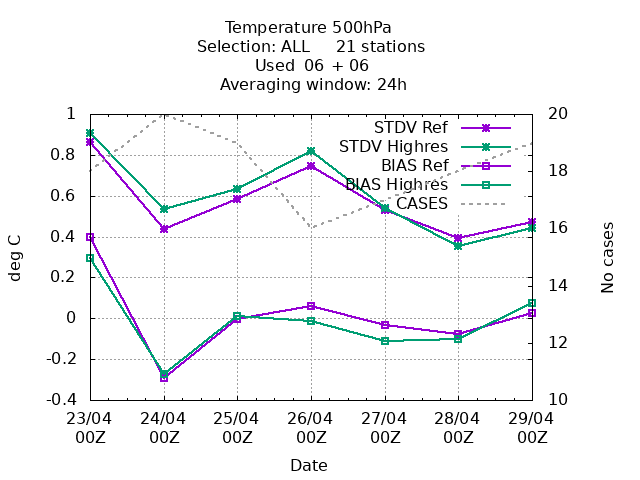 Temperature 500hPa
Selection: ALL     21 stations
Used  06 + 06
Averaging window: 24h
1
0.8
0.6
0.4
0.2
0
-0.2
-0.4
deg C
20
18
16
14
12
10
No cases
STDV Ref
STDV Highres
BIAS Ref
BIAS Highres
CASES
23/04 24/04 25/04 26/04 27/04 28/04 29/04
00Z 00Z 00Z 00Z 00Z 00Z 00Z
Date